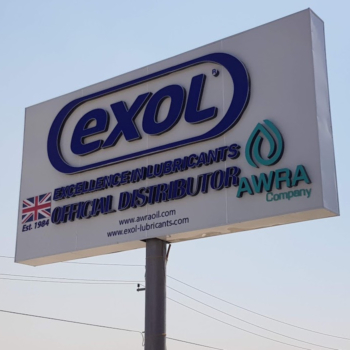 exol
EXCELLENCE IN LUBRICANTS
OFFICIAL DISTRIBUTOR
Est. 1984
AWRA
Company
www.awraoil.com
www.exol-lubricants.com